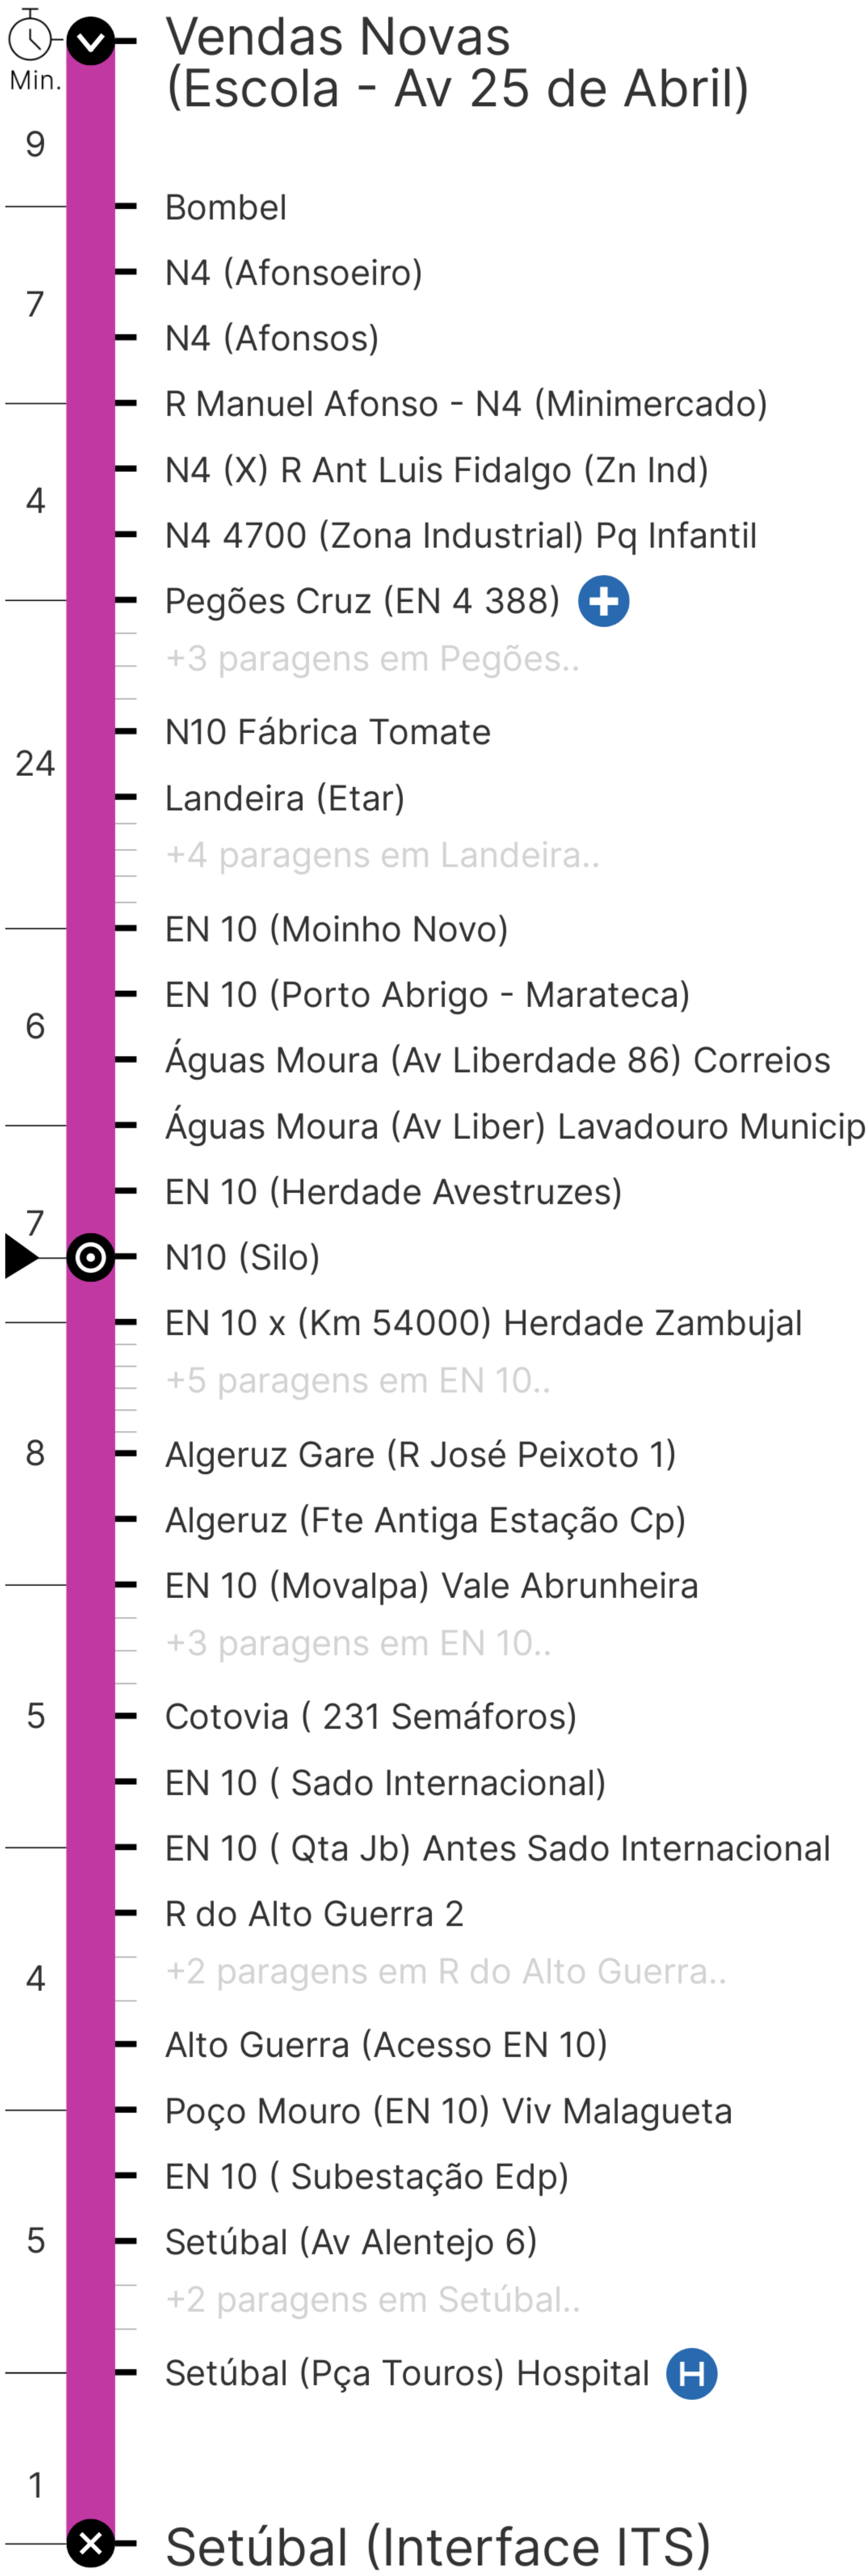 Vendas Novas
(Escola - Av 25 de Abril)
Min.
9
Bombel
N4 (Afonsoeiro)
7
N4 (Afonsos)
R Manuel Afonso - N4 (Minimercado)
N4 (X) R Ant Luis Fidalgo (Zn Ind)
4
N4 4700 (Zona Industrial) Pq Infantil
Pegões Cruz (EN 4 388)
+3 paragens em Pegões..
N10 Fábrica Tomate
24
Landeira (Etar)
+4 paragens em Landeira..
EN 10 (Moinho Novo)
EN 10 (Porto Abrigo - Marateca)
6
Águas Moura (Av Liberdade 86) Correios
Águas Moura (Av Liber) Lavadouro Municip
EN 10 (Herdade Avestruzes)
7
N10 (Silo)
EN 10 x (Km 54000) Herdade Zambujal
+5 paragens em EN 10..
8
Algeruz Gare (R José Peixoto 1)
Algeruz (Fte Antiga Estação Cp)
EN 10 (Movalpa) Vale Abrunheira
+3 paragens em EN 10..
5
Cotovia ( 231 Semáforos)
EN 10 ( Sado Internacional)
EN 10 ( Qta Jb) Antes Sado Internacional
R do Alto Guerra 2
+2 paragens em R do Alto Guerra..
4
Alto Guerra (Acesso EN 10)
Poço Mouro (EN 10) Viv Malagueta
EN 10 ( Subestação Edp)
5
Setúbal (Av Alentejo 6)
+2 paragens em Setúbal..
Setúbal (Pça Touros) Hospital H
1
Setúbal (Interface ITS)